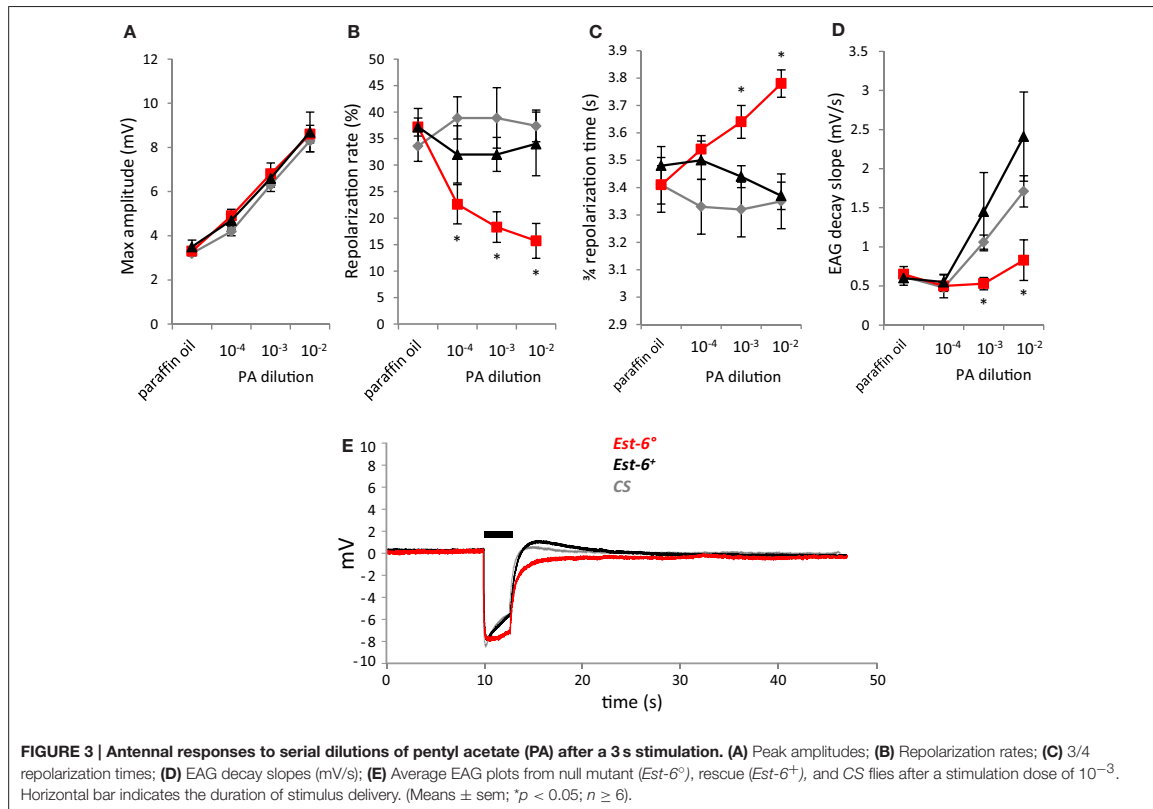 A
Max amplitude (mV)
12
10
8
6
4
2
0
paraffin oil
10⁻⁴
10⁻³
10⁻²
PA dilution
B
Repolarization rate (%)
50
45
40
35
30
25
20
15
10
5
0
*
*
*
paraffin oil
10⁻⁴
10⁻³
10⁻²
PA dilution
C
¾ repolarization time (s)
3.9
3.8
3.7
3.6
3.5
3.4
3.3
3.2
3.1
3
2.9
*
*
paraffin oil
10⁻⁴
10⁻³
10⁻²
PA dilution
D
EAG decay slope (mV/s)
3.5
3
2.5
2
1.5
1
0.5
0
*
*
paraffin oil
10⁻⁴
10⁻³
10⁻²
PA dilution
E
mV
10
8
6
4
2
0
-2
-4
-6
-8
-10
Est-6°
Est-6⁺
CS
0
10
20
30
40
50
time (s)
FIGURE 3 | Antennal responses to serial dilutions of pentyl acetate (PA) after a 3 s stimulation. (A) Peak amplitudes; (B) Repolarization rates; (C) 3/4
repolarization times; (D) EAG decay slopes (mV/s); (E) Average EAG plots from null mutant (Est-6°), rescue (Est-6⁺), and CS flies after a stimulation dose of 10⁻³.
Horizontal bar indicates the duration of stimulus delivery. (Means ± sem; *p < 0.05; n ≥ 6).